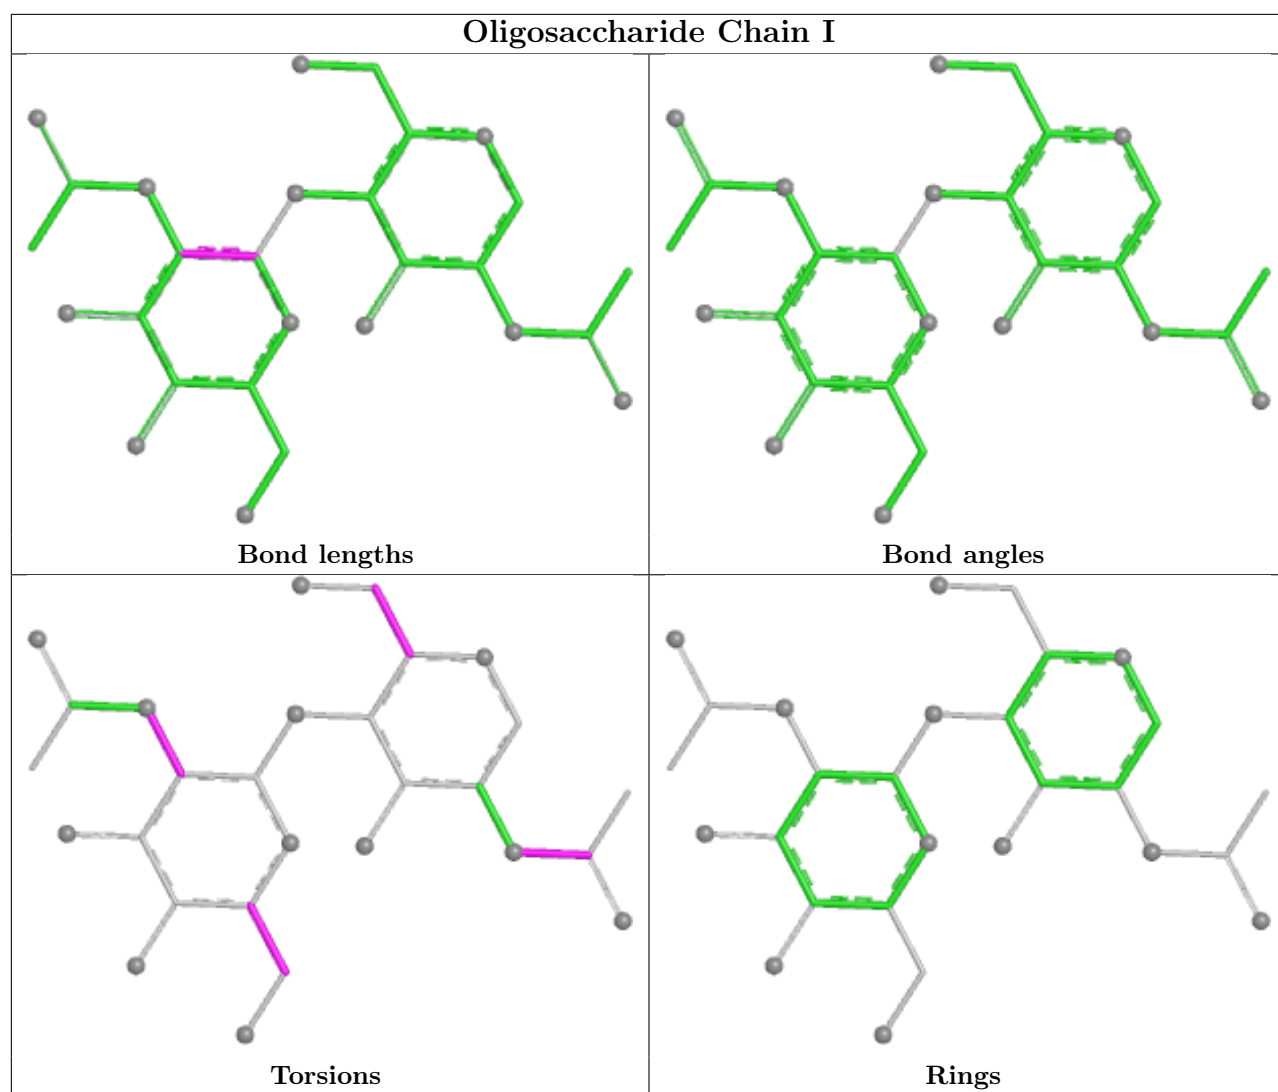 Oligosaccharide Chain I
Bond lengths
Bond angles
Torsions
Rings